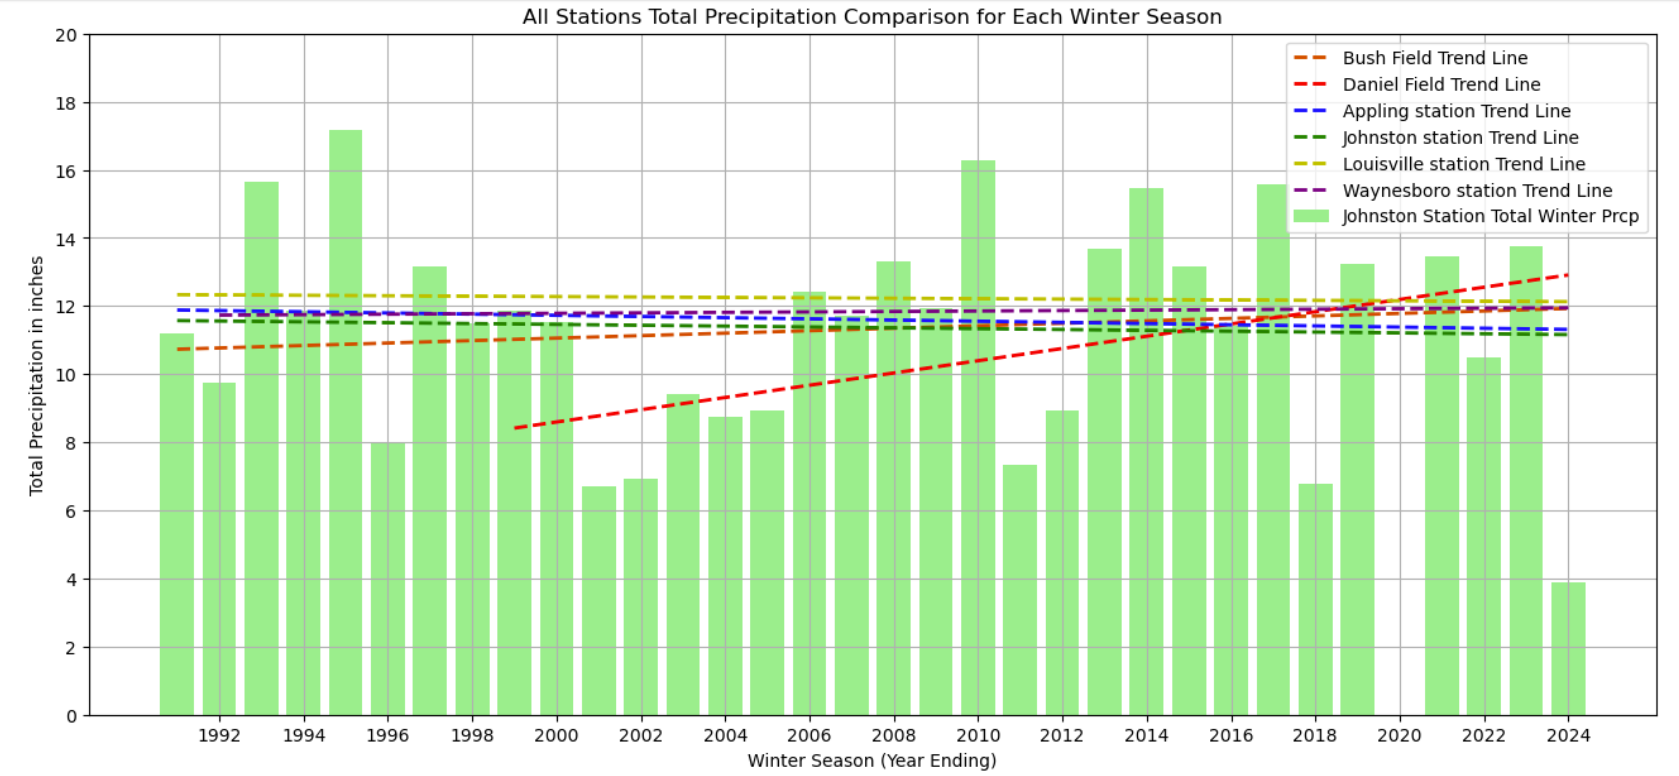 All Stations Total Precipitation Comparison for Each Winter Season
Total Precipitation in inches
20
18
16
14
12
10
8
6
4
2
0
Bush Field Trend Line
Daniel Field Trend Line
Appling station Trend Line
Johnston station Trend Line
Louisville station Trend Line
Waynesboro station Trend Line
Johnston Station Total Winter Prcp
1992 1994 1996 1998 2000 2002 2004 2006 2008 2010 2012 2014 2016 2018 2020 2022 2024
Winter Season (Year Ending)